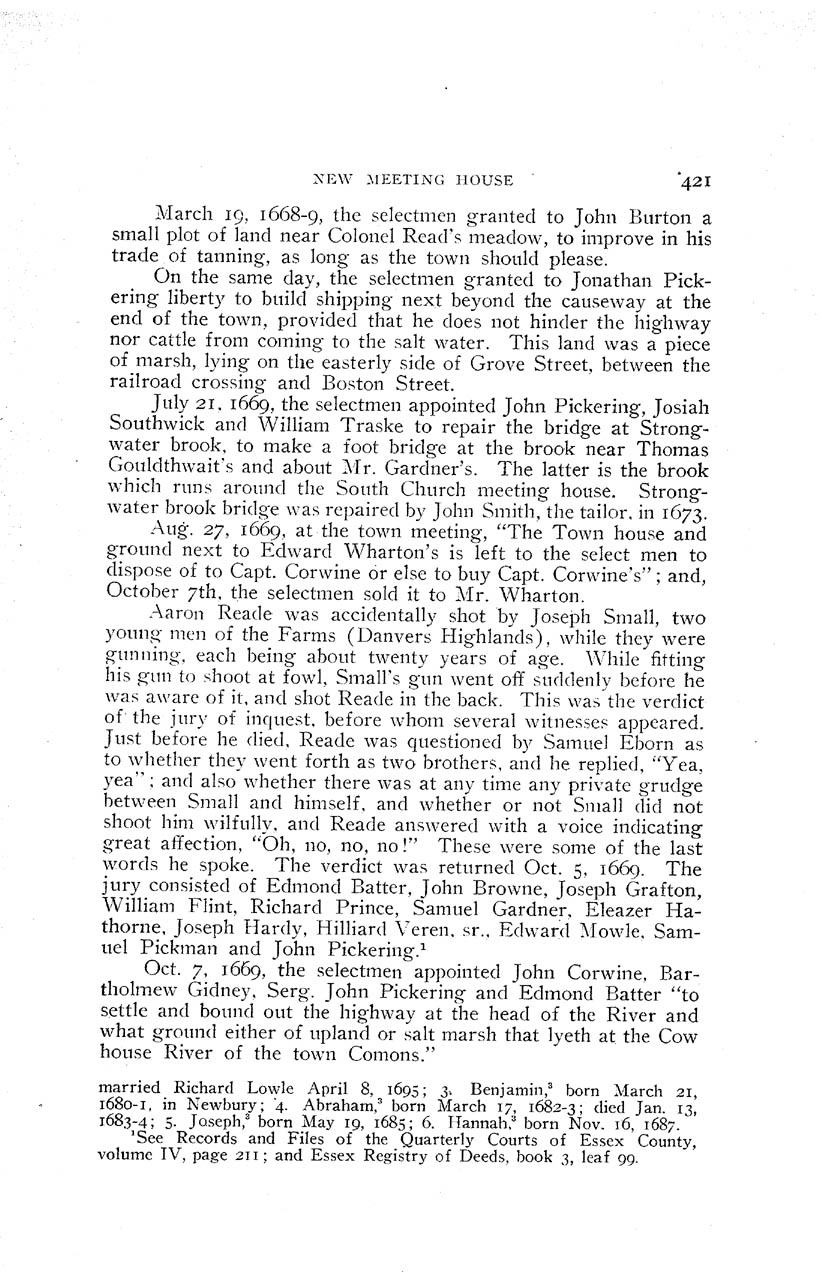 NEW MEETING HOUSE 421
March 19, 1668-9, the selectmen granted to John Burton a
small plot of land near Colonel Read's meadow, to improve in his
trade of tanning, as long as the town should please.
On the same day, the selectmen granted to Jonathan Pick-
ering liberty to build shipping next beyond the causeway at the
end of the town, provided that he does not hinder the highway
nor cattle from coming to the salt water. This land was a piece
of marsh, lying on the easterly side of Grove Street, between the
railroad crossing and Boston Street.
July 21, 1669, the selectmen appointed John Pickering, Josiah
Southwick and William Traske to repair the bridge at Strong-
water brook, to make a foot bridge at the brook near Thomas
Gouldthwait's and about Mr. Gardner's. The latter is the brook
which runs around the South Church meeting house. Strong-
water brook bridge was repaired by John Smith, the tailor, in 1673.
Aug. 27, 1669, at the town meeting, "The Town house and
ground next to Edward Wharton's is left to the select men to
dispose of to Capt. Corwine or else to buy Capt. Corwine's"; and,
October 7th, the selectmen sold it to Mr. Wharton.
Aaron Reade was accidentally shot by Joseph Small, two
young men of the Farms (Danvers Highlands), while they were
gunning, each being about twenty years of age. While fitting
his gun to shoot at fowl, Small's gun went off suddenly before he
was aware of it, and shot Reade in the back. This was the verdict
of the jury of inquest, before whom several witnesses appeared.
Just before he died, Reade was questioned by Samuel Eborn as
to whether they went forth as two brothers, and he replied, "Yea,
yea"; and also whether there was at any time any private grudge
between Small and himself, and whether or not Small did not
shoot him wilfully, and Reade answered with a voice indicating
great affection, "Oh, no, no, no!" These were some of the last
words he spoke. The verdict was returned Oct. 5, 1669. The
jury consisted of Edmond Batter, John Browne, Joseph Grafton,
William Flint, Richard Prince, Samuel Gardner, Eleazer Ha-
thorne, Joseph Hardy, Hilliard Veren, sr., Edward Mowle, Sam-
uel Pickman and John Pickering.¹
Oct. 7, 1669, the selectmen appointed John Corwine, Bar-
tholmew Gidney, Serg. John Pickering and Edmond Batter "to
settle and bound out the highway at the head of the River and
what ground either of upland or salt marsh that lyeth at the Cow
house River of the town Comons."
married Richard Lowle April 8, 1695; 3. Benjamin,³ born March 21,
1680-1, in Newbury; 4. Abraham,³ born March 17, 1682-3; died Jan. 13,
1683-4; 5. Joseph,³ born May 19, 1685; 6. Hannah,³ born Nov. 16, 1687.
¹See Records and Files of the Quarterly Courts of Essex County,
volume IV, page 211; and Essex Registry of Deeds, book 3, leaf 99.